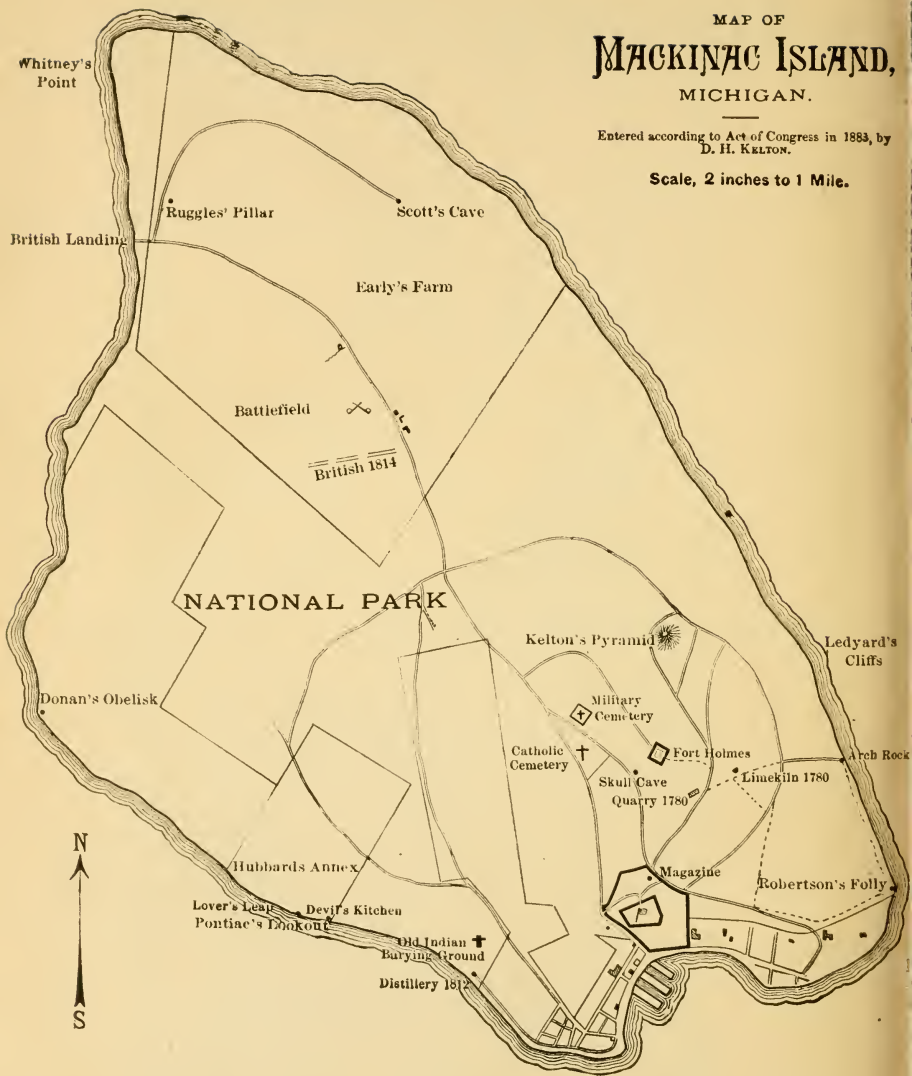 MAP OF
MACKINAC ISLAND,
MICHIGAN.
Entered according to Act of Congress in 1883, by
D. H. KELTON.
Scale, 2 inches to 1 Mile.
Whitney's
Point
Ruggles' Pillar
Scott's Cave
British Landing
Early's Farm
Battlefield
British 1814
NATIONAL PARK
Kelton's Pyramid
Ledyard's
Cliffs
Donan's Obelisk
Military
Cemetery
Catholic
Cemetery
Fort Holmes
Arch Rock
Skull Cave
Limekiln 1780
Quarry 1780
N
S
Hubbards Annex
Magazine
Robertson's Folly
Lover's Leap
Devil's Kitchen
Pontiac's Lookout
Old Indian
Burying Ground
Distillery 1812